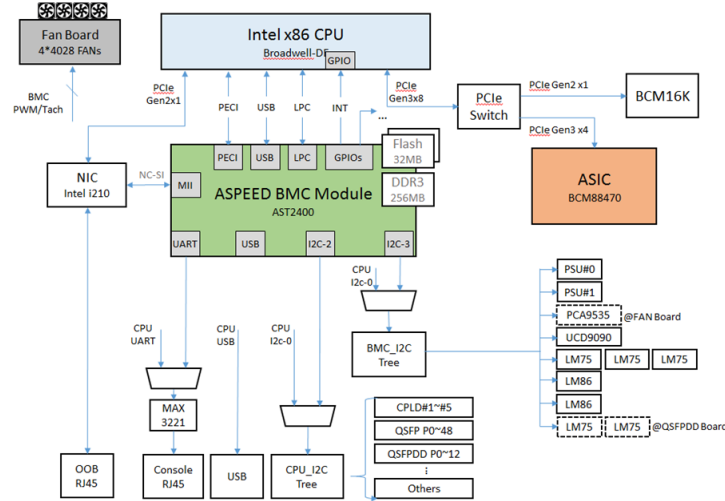 Fan Board
4*4028 FANs
Intel x86 CPU
Broadwell-DE
GPIO
BMC
PWM/Tach
PCIe
Gen2x1
PECI
USB
LPC
INT
PCIe
Gen3x8
...
PCIe
Switch
PCIe Gen2 x1
BCM16K
PCIe Gen3 x4
ASIC
BCM88470
NIC
Intel i210
NC-SI
MII
PECI
USB
LPC
GPIOs
Flash
32MB
DDR3
256MB
ASPEED BMC Module
AST2400
UART
USB
I2C-2
I2C-3
CPU
I2c-0
BMC_I2C
Tree
PSU#0
PSU#1
PCA9535
@FAN Board
UCD9090
LM75
LM75
LM75
LM86
LM86
LM75
LM75
@QSFPDD Board
CPU
UART
CPU
USB
CPU
I2c-0
MAX
3221
OOB
RJ45
Console
RJ45
USB
CPU_I2C
Tree
CPLD#1~#5
QSFP P0~48
QSFPDD P0~12
⋮
Others